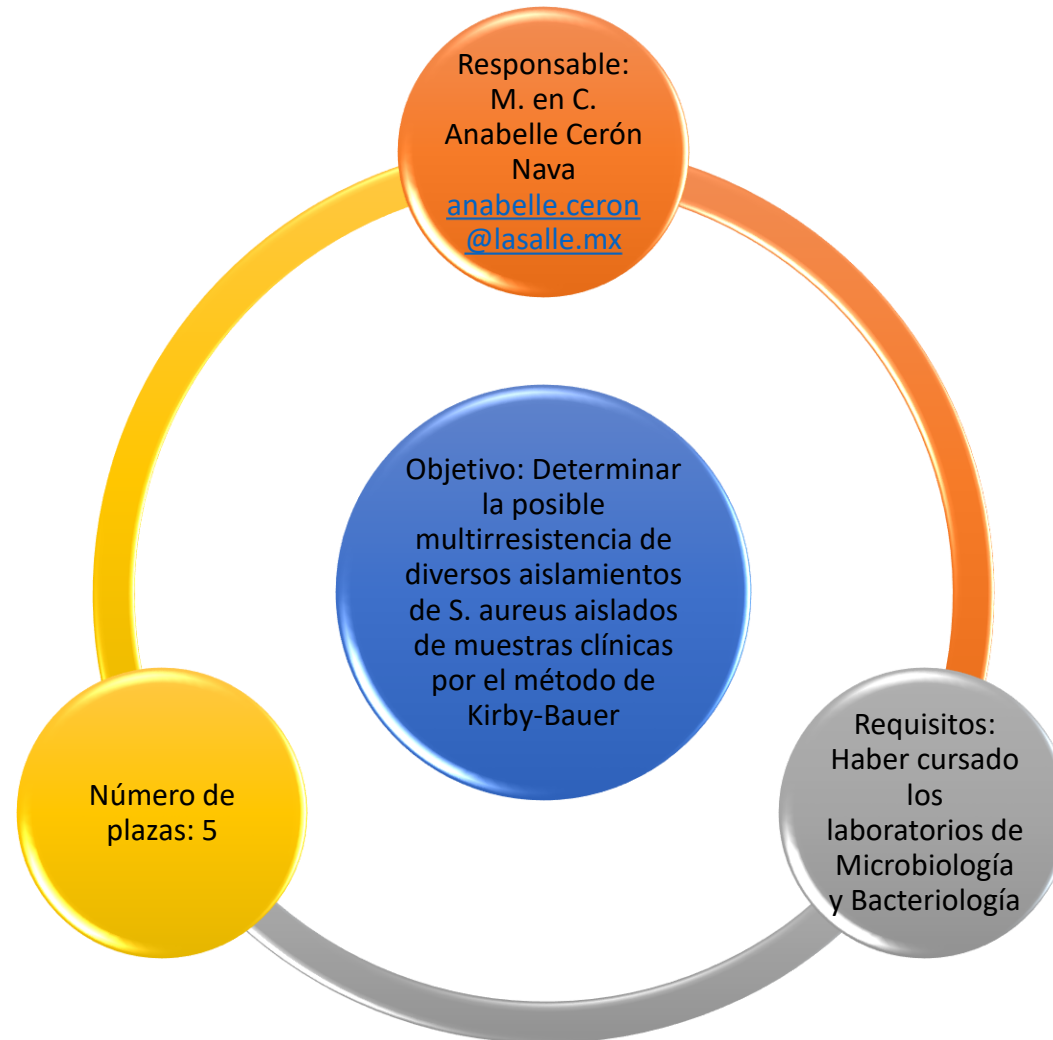 Responsable:
M. en C.
Anabelle Cerón
Nava
anabelle.ceron
@lasalle.mx
Objetivo: Determinar
la posible
multirresistencia de
diversos aislamientos
de S. aureus aislados
de muestras clínicas
por el método de
Kirby-Bauer
Requisitos:
Haber cursado
los
laboratorios de
Microbiología
y Bacteriología
Número de
plazas: 5